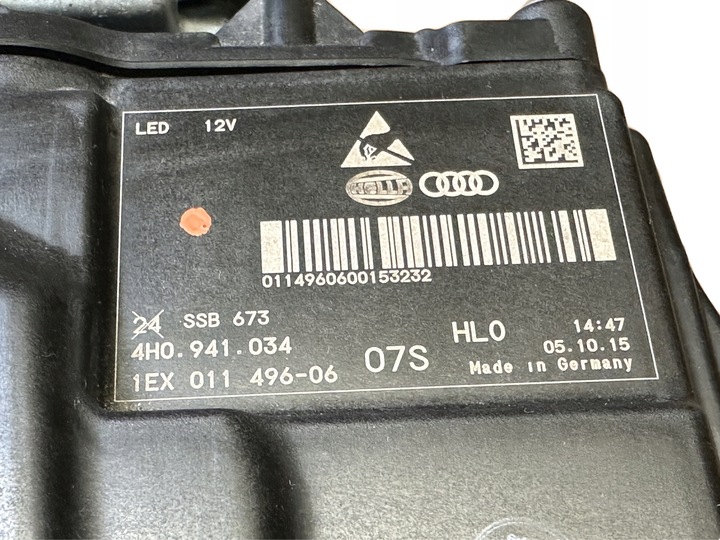 LED 12V
HELLA
0114960600153232
24 SSB 673
4H0.941.034
1EX 011 496-06
07S
HL0
14:47
05.10.15
Made in Germany